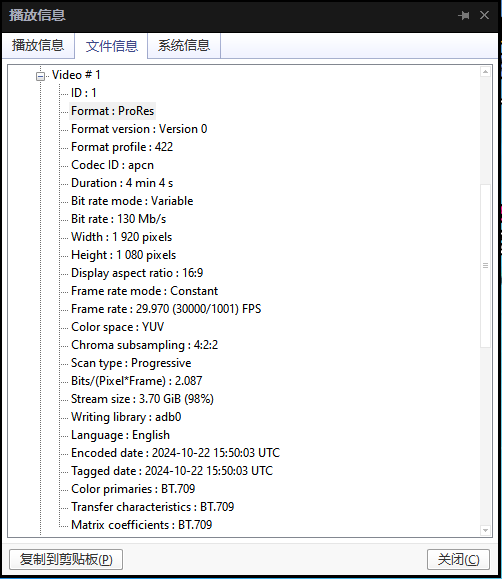 播放信息
播放信息 文件信息 系统信息
Video # 1
ID : 1
Format : ProRes
Format version : Version 0
Format profile : 422
Codec ID : apcn
Duration : 4 min 4 s
Bit rate mode : Variable
Bit rate : 130 Mb/s
Width : 1 920 pixels
Height : 1 080 pixels
Display aspect ratio : 16:9
Frame rate mode : Constant
Frame rate : 29.970 (30000/1001) FPS
Color space : YUV
Chroma subsampling : 4:2:2
Scan type : Progressive
Bits/(Pixel*Frame) : 2.087
Stream size : 3.70 GiB (98%)
Writing library : adb0
Language : English
Encoded date : 2024-10-22 15:50:03 UTC
Tagged date : 2024-10-22 15:50:03 UTC
Color primaries : BT.709
Transfer characteristics : BT.709
Matrix coefficients : BT.709
复制到剪贴板(P) 关闭(C)